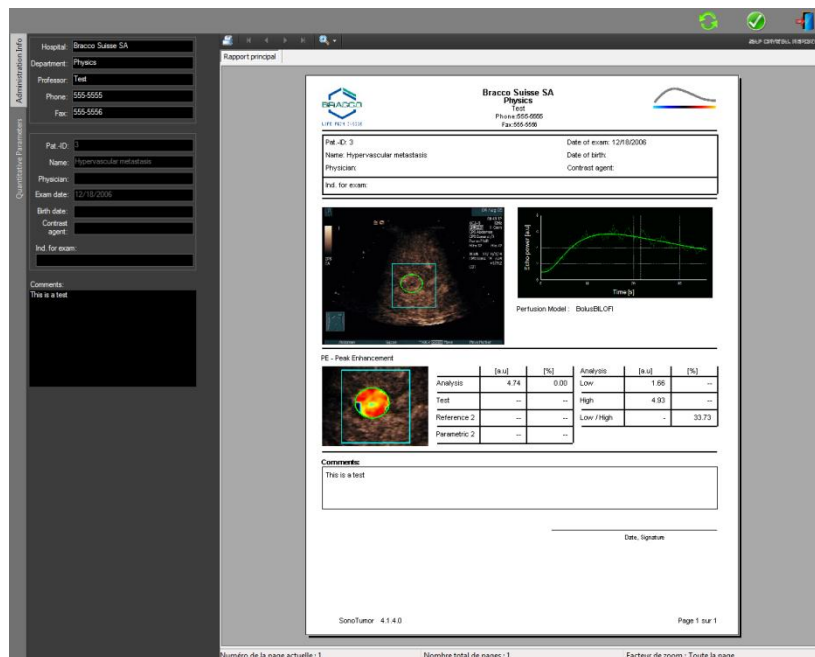 Administration Info
Quantitative Parameters
Hospital: Bracco Suisse SA
Department: Physics
Professor: Test
Phone: 555-5555
Fax: 555-5556
Pat.-ID: 3
Name: Hypervascular metastasis
Physician:
Exam date: 12/18/2006
Birth date:
Contrast agent:
Ind. for exam:
Comments:
This is a test
Rapport principal
BRACCO
LIFE FROM INSIDE
Bracco Suisse SA
Physics
Test
Phone:555-5555
Fax:555-5556
Pat.-ID: 3
Date of exam: 12/18/2006
Name: Hypervascular metastasis
Date of birth:
Physician:
Contrast agent:
Ind. for exam:
Echo-power [a.u]
Time [s]
Perfusion Model : BolusBILOFI
PE - Peak Enhancement
[a.u] [%] Analysis [a.u] [%]
Analysis 4.74 0.00 Low 1.66 --
Test -- -- High 4.93 --
Reference 2 -- -- Low / High - 33.73
Parametric 2 -- --
Comments:
This is a test
Date, Signature
SonoTumor 4.1.4.0
Page 1 sur 1
Numéro de la page actuelle : 1
Nombre total de pages : 1
Facteur de zoom : Toute la page